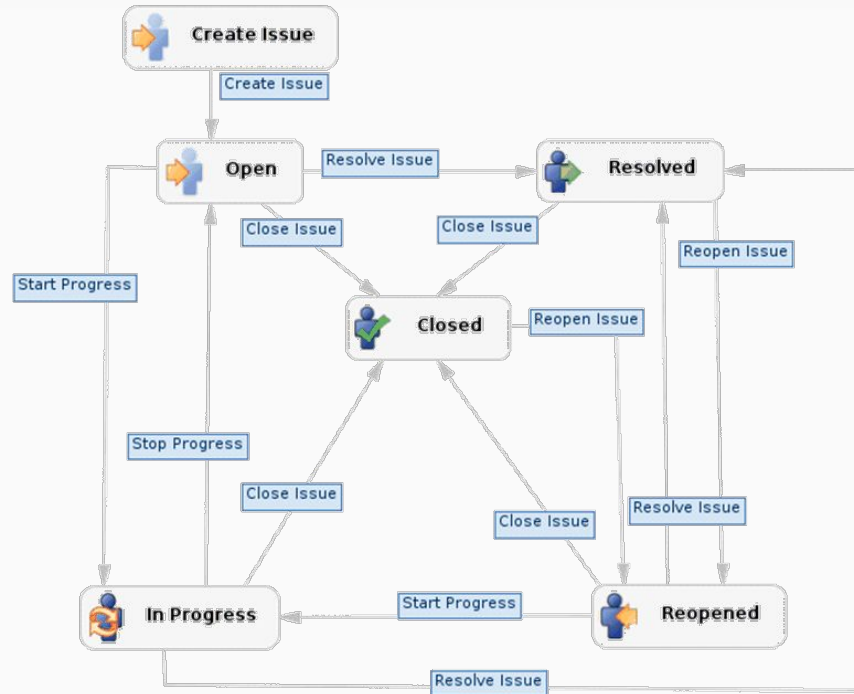 Create Issue
Create Issue
Open
Resolve Issue
Resolved
Close Issue
Close Issue
Reopen Issue
Start Progress
Closed
Reopen Issue
Stop Progress
Close Issue
Resolve Issue
Close Issue
In Progress
Start Progress
Reopened
Resolve Issue